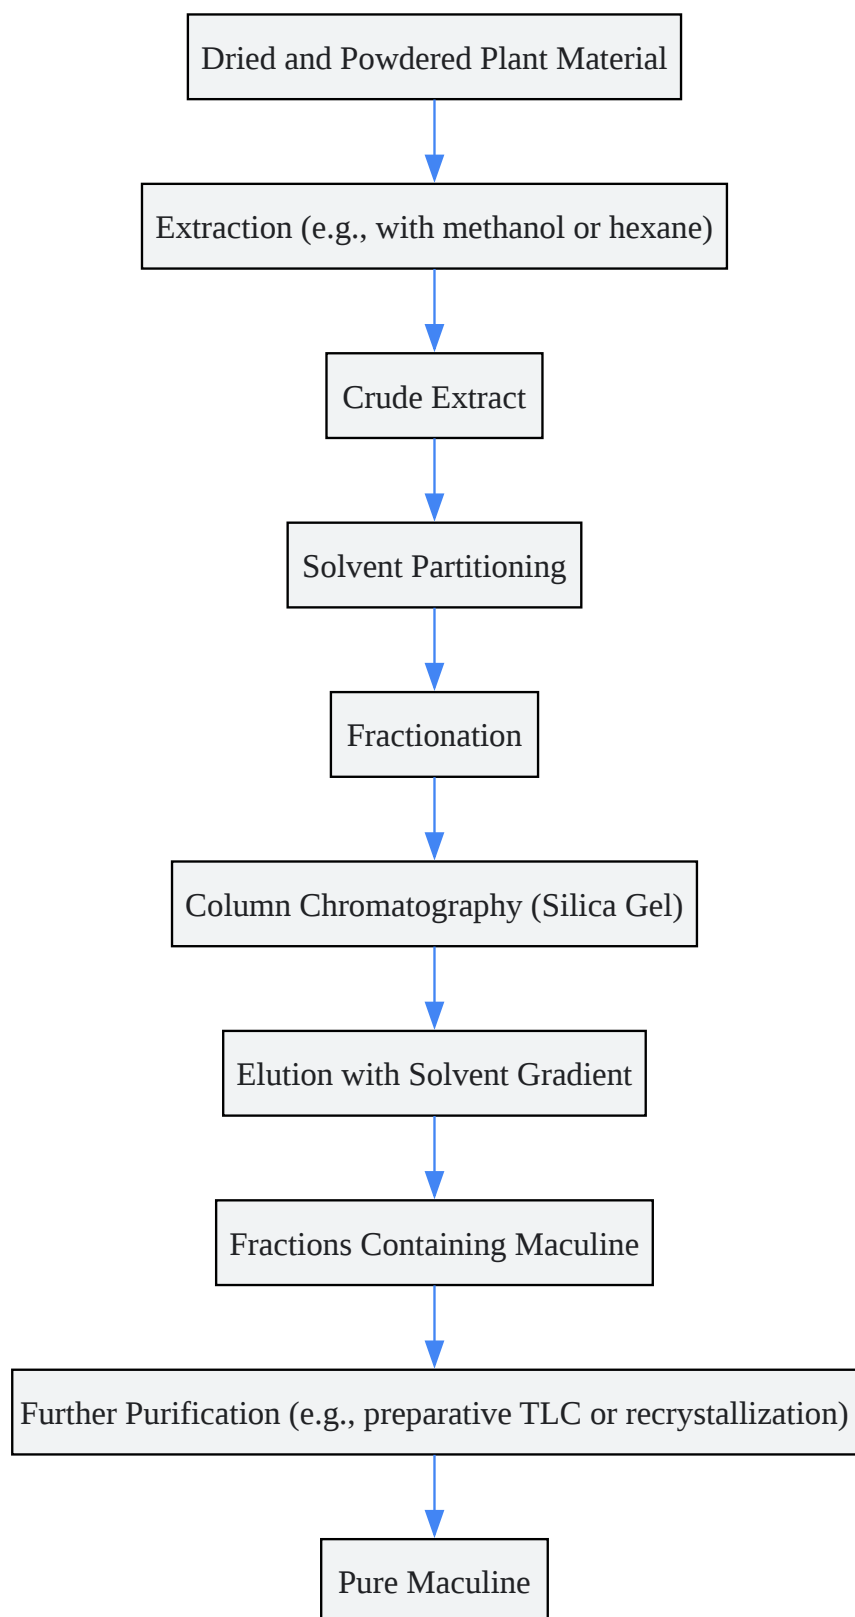 Dried and Powdered Plant Material
Extraction (e.g., with methanol or hexane)
Crude Extract
Solvent Partitioning
Fractionation
Column Chromatography (Silica Gel)
Elution with Solvent Gradient
Fractions Containing Maculine
Further Purification (e.g., preparative TLC or recrystallization)
Pure Maculine